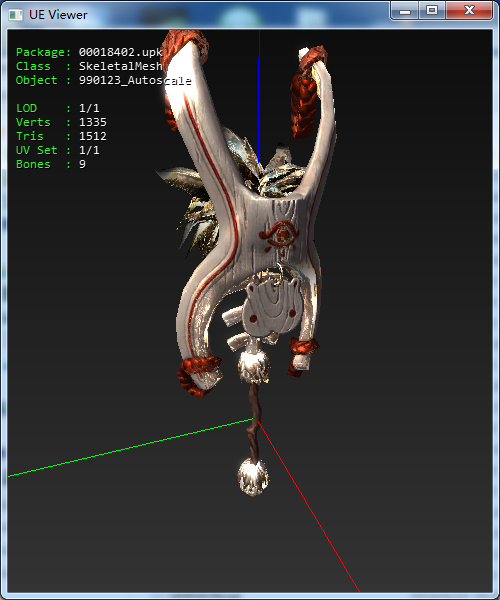 UE Viewer
Package: 00018402.upk
Class : SkeletalMesh
Object : 990123_Autoscale
LOD : 1/1
Verts : 1335
Tris : 1512
UV Set : 1/1
Bones : 9